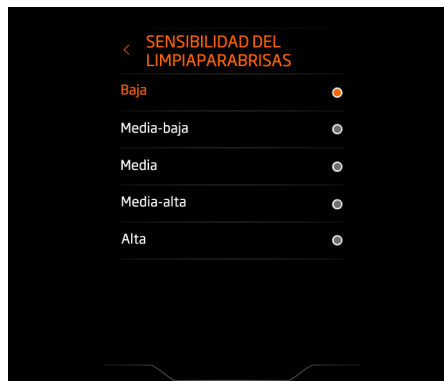 SENSIBILIDAD DEL
LIMPIAPARABRISAS
Baja
Media-baja
Media
Media-alta
Alta